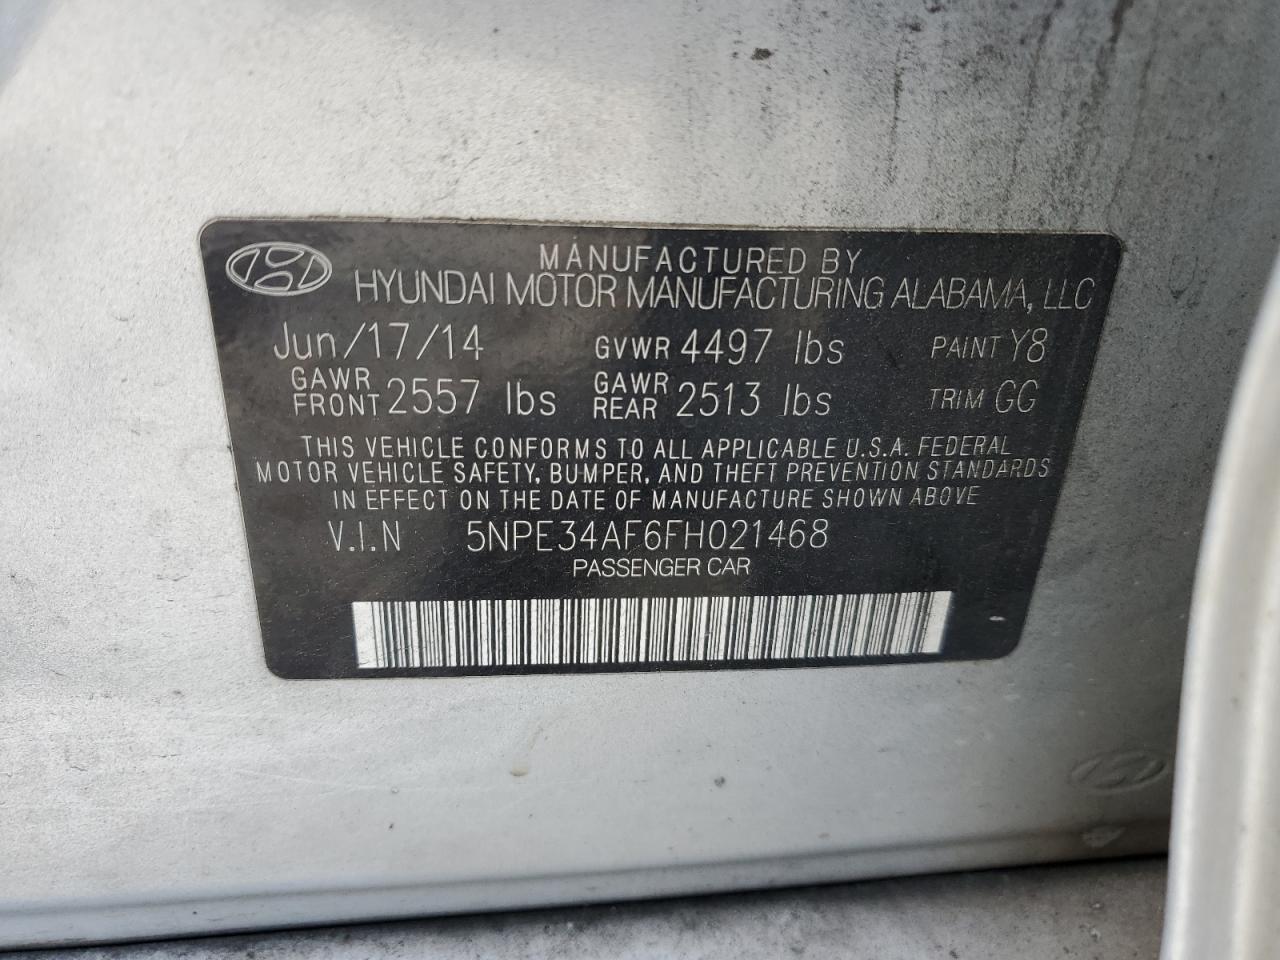 MANUFACTURED BY
HYUNDAI MOTOR MANUFACTURING ALABAMA, LLC
Jun/17/14 GVWR 4497 lbs PAINT Y8
GAWR FRONT 2557 lbs GAWR REAR 2513 lbs TRIM GG
THIS VEHICLE CONFORMS TO ALL APPLICABLE U.S.A. FEDERAL
MOTOR VEHICLE SAFETY, BUMPER, AND THEFT PREVENTION STANDARDS
IN EFFECT ON THE DATE OF MANUFACTURE SHOWN ABOVE
V.I.N 5NPE34AF6FH021468
PASSENGER CAR